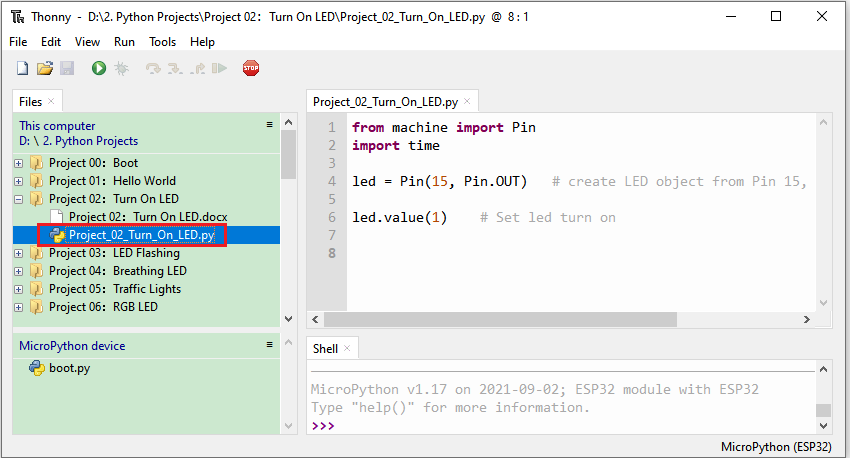 Thonny - D:\2. Python Projects\Project 02：Turn On LED\Project_02_Turn_On_LED.py @ 8 : 1
File Edit View Run Tools Help
STOP
Files
This computer
D: \ 2. Python Projects
Project 00：Boot
Project 01：Hello World
Project 02：Turn On LED
Project 02：Turn On LED.docx
Project_02_Turn_On_LED.py
Project 03：LED Flashing
Project 04：Breathing LED
Project 05：Traffic Lights
Project 06：RGB LED
MicroPython device
boot.py
Project_02_Turn_On_LED.py
1 from machine import Pin
2 import time
3
4 led = Pin(15, Pin.OUT) # create LED object from Pin 15,
5
6 led.value(1) # Set led turn on
7
8
Shell
MicroPython v1.17 on 2021-09-02; ESP32 module with ESP32
Type "help()" for more information.
>>>
MicroPython (ESP32)